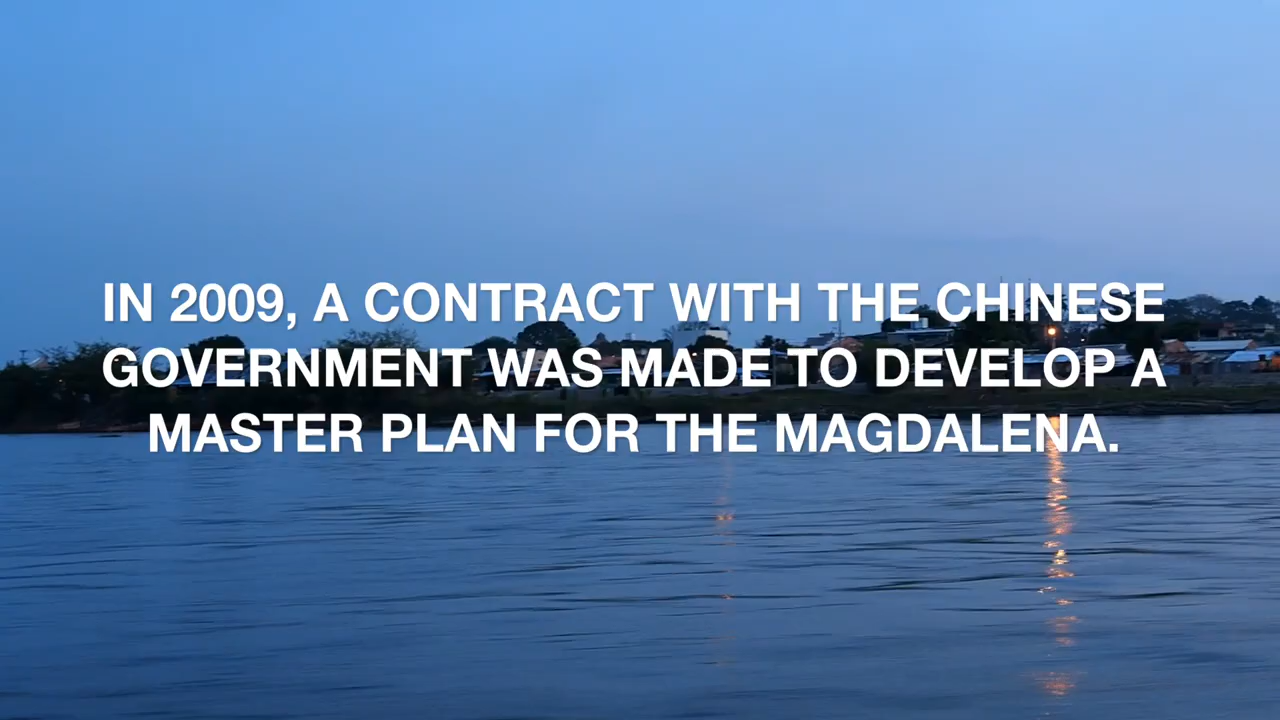 IN 2009, A CONTRACT WITH THE CHINESE
GOVERNMENT WAS MADE TO DEVELOP A
MASTER PLAN FOR THE MAGDALENA.